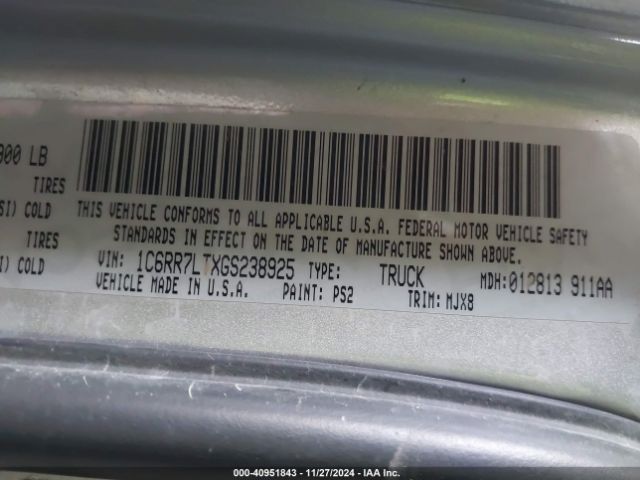 000 LB
TIRES
SI) COLD
TIRES
I) COLD
THIS VEHICLE CONFORMS TO ALL APPLICABLE U.S.A. FEDERAL MOTOR VEHICLE SAFETY
STANDARDS IN EFFECT ON THE DATE OF MANUFACTURE SHOWN ABOVE.
VIN: 1C6RR7LTXGS238925 TYPE: TRUCK MDH:012813 911AA
VEHICLE MADE IN U.S.A. PAINT: PS2 TRIM: MJX8
000-40951843 — 11/27/2024 — IAA Inc.